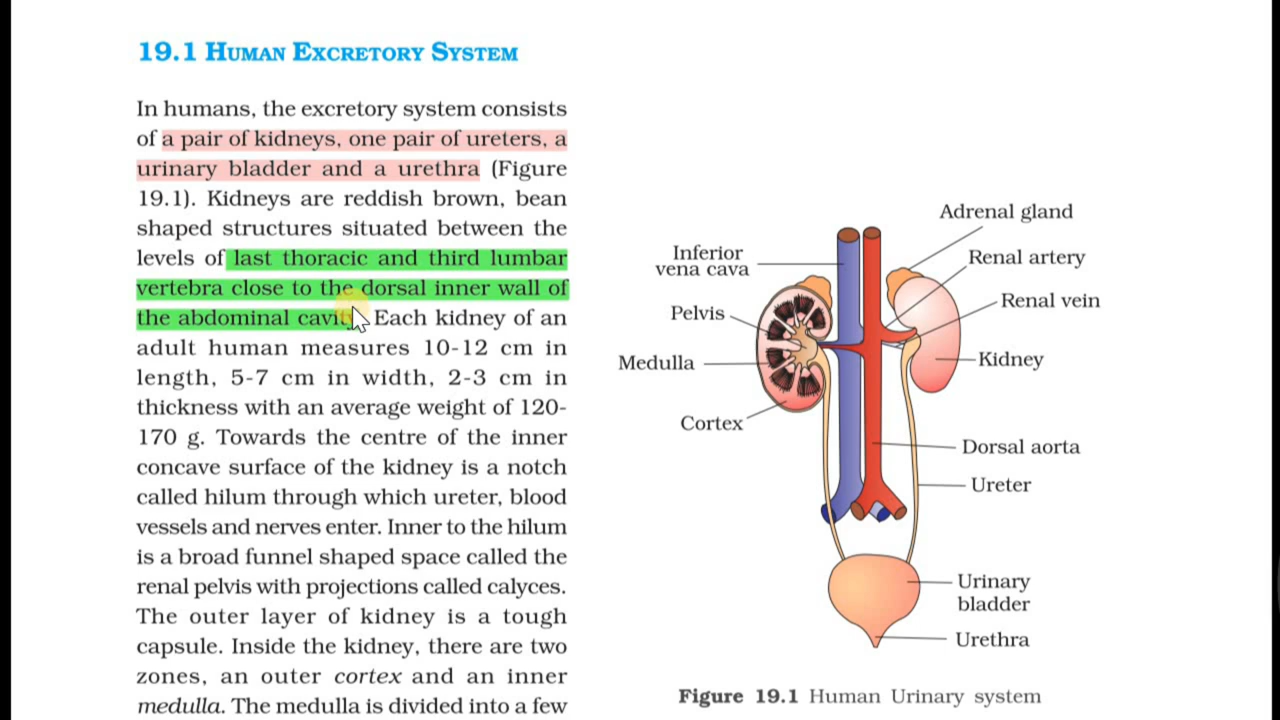 19.1 HUMAN EXCRETORY SYSTEM
In humans, the excretory system consists
of a pair of kidneys, one pair of ureters, a
urinary bladder and a urethra (Figure
19.1). Kidneys are reddish brown, bean
shaped structures situated between the
levels of last thoracic and third lumbar
vertebra close to the dorsal inner wall of
the abdominal cavity. Each kidney of an
adult human measures 10-12 cm in
length, 5-7 cm in width, 2-3 cm in
thickness with an average weight of 120-
170 g. Towards the centre of the inner
concave surface of the kidney is a notch
called hilum through which ureter, blood
vessels and nerves enter. Inner to the hilum
is a broad funnel shaped space called the
renal pelvis with projections called calyces.
The outer layer of kidney is a tough
capsule. Inside the kidney, there are two
zones, an outer cortex and an inner
medulla. The medulla is divided into a few
Adrenal gland
Inferior
vena cava
Renal artery
Renal vein
Pelvis
Medulla
Kidney
Cortex
Dorsal aorta
Ureter
Urinary
bladder
Urethra
Figure 19.1 Human Urinary system